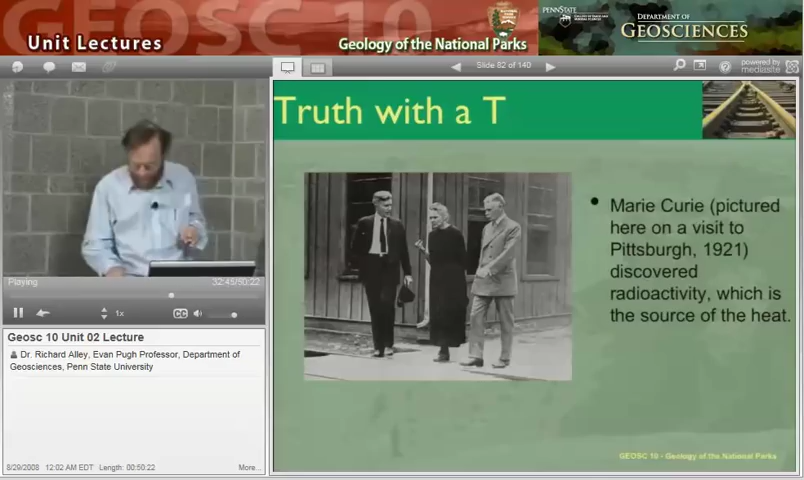 GEOSC 10
Unit Lectures
Geology of the National Parks
PENNSTATE
DEPARTMENT OF
GEOSCIENCES
Slide 82 of 140
powered by
mediasite
Truth with a T
• Marie Curie (pictured
here on a visit to
Pittsburgh, 1921)
discovered
radioactivity, which is
the source of the heat.
Playing
32:45/50:22
1x
CC
Geosc 10 Unit 02 Lecture
Dr. Richard Alley, Evan Pugh Professor, Department of
Geosciences, Penn State University
8/29/2008 12:02 AM EDT Length: 00:50:22
More...
GEOSC 10 - Geology of the National Parks